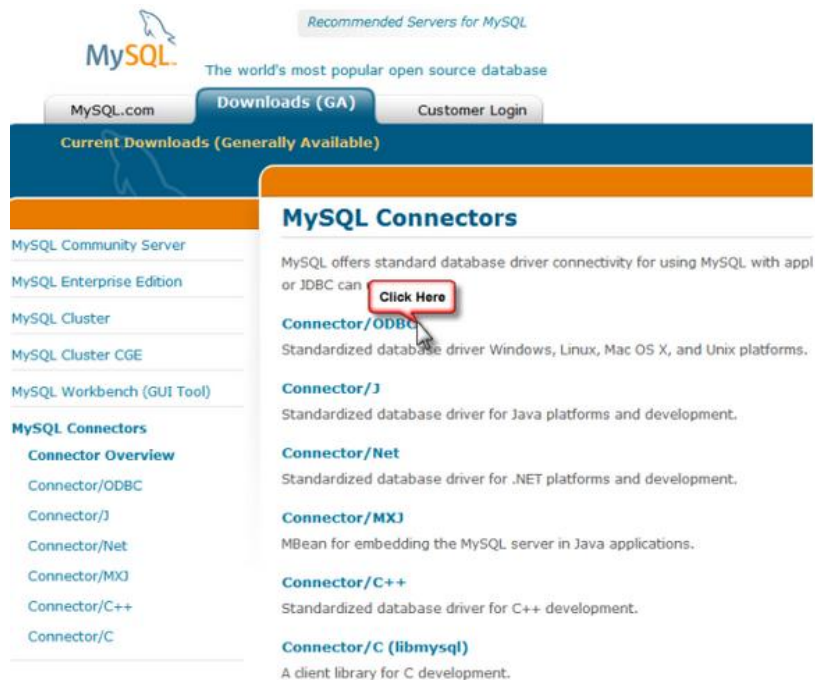 Recommended Servers for MySQL
MySQL
The world's most popular open source database
MySQL.com
Downloads (GA)
Customer Login
Current Downloads (Generally Available)
MySQL Community Server
MySQL Enterprise Edition
MySQL Cluster
MySQL Cluster CGE
MySQL Workbench (GUI Tool)
MySQL Connectors
Connector Overview
Connector/ODBC
Connector/J
Connector/Net
Connector/MXJ
Connector/C++
Connector/C
MySQL Connectors
MySQL offers standard database driver connectivity for using MySQL with appl
or JDBC can
Click Here
Connector/ODBC
Standardized database driver Windows, Linux, Mac OS X, and Unix platforms.
Connector/J
Standardized database driver for Java platforms and development.
Connector/Net
Standardized database driver for .NET platforms and development.
Connector/MXJ
MBean for embedding the MySQL server in Java applications.
Connector/C++
Standardized database driver for C++ development.
Connector/C (libmysql)
A client library for C development.